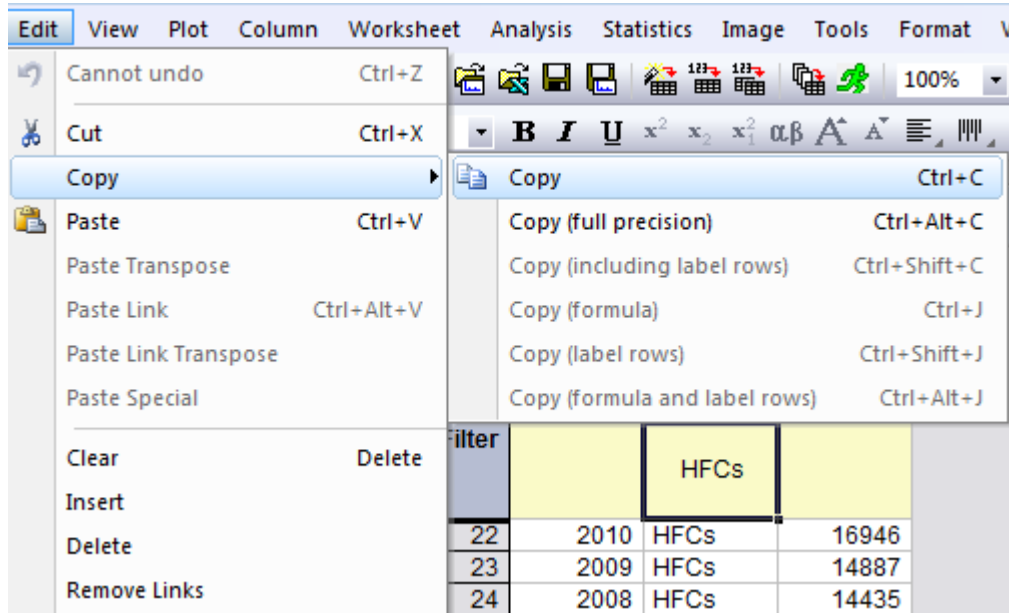 Edit View Plot Column Worksheet Analysis Statistics Image Tools Format
Cannot undo Ctrl+Z
100%
Cut Ctrl+X
B I U x² x₂ x²₁ αβ A A
Copy
Copy Ctrl+C
Paste Ctrl+V
Copy (full precision) Ctrl+Alt+C
Paste Transpose
Copy (including label rows) Ctrl+Shift+C
Paste Link Ctrl+Alt+V
Copy (formula) Ctrl+J
Paste Link Transpose
Copy (label rows) Ctrl+Shift+J
Paste Special
Copy (formula and label rows) Ctrl+Alt+J
Clear Delete
Filter
HFCs
Insert
Delete
22 2010 HFCs 16946
23 2009 HFCs 14887
Remove Links
24 2008 HFCs 14435